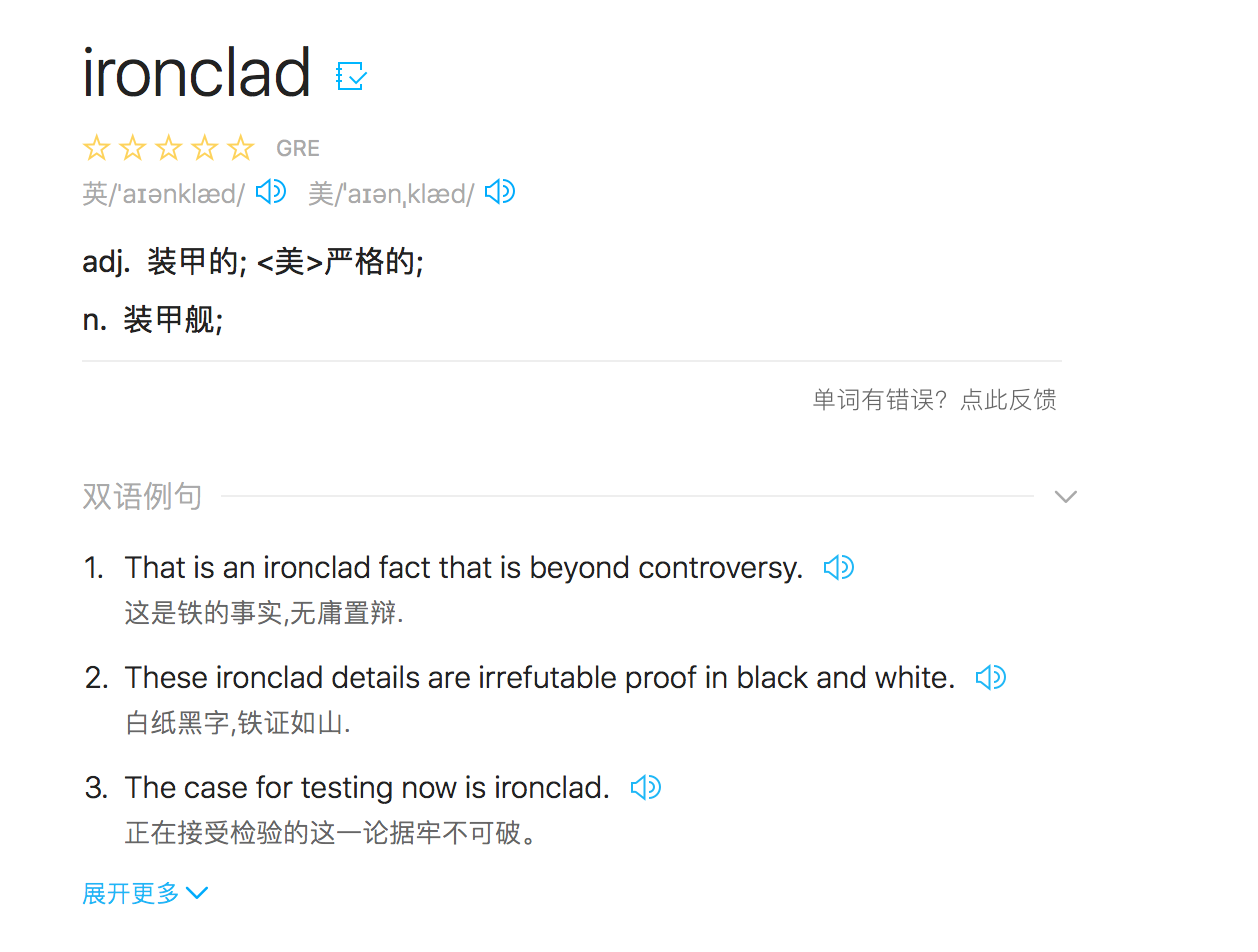 ironclad
GRE
英/'aɪənklæd/ 美/'aɪənˌklæd/
adj. 装甲的; <美>严格的;
n. 装甲舰;
单词有错误？点此反馈
双语例句
1. That is an ironclad fact that is beyond controversy.
这是铁的事实,无庸置辩.
2. These ironclad details are irrefutable proof in black and white.
白纸黑字,铁证如山.
3. The case for testing now is ironclad.
正在接受检验的这一论据牢不可破。
展开更多